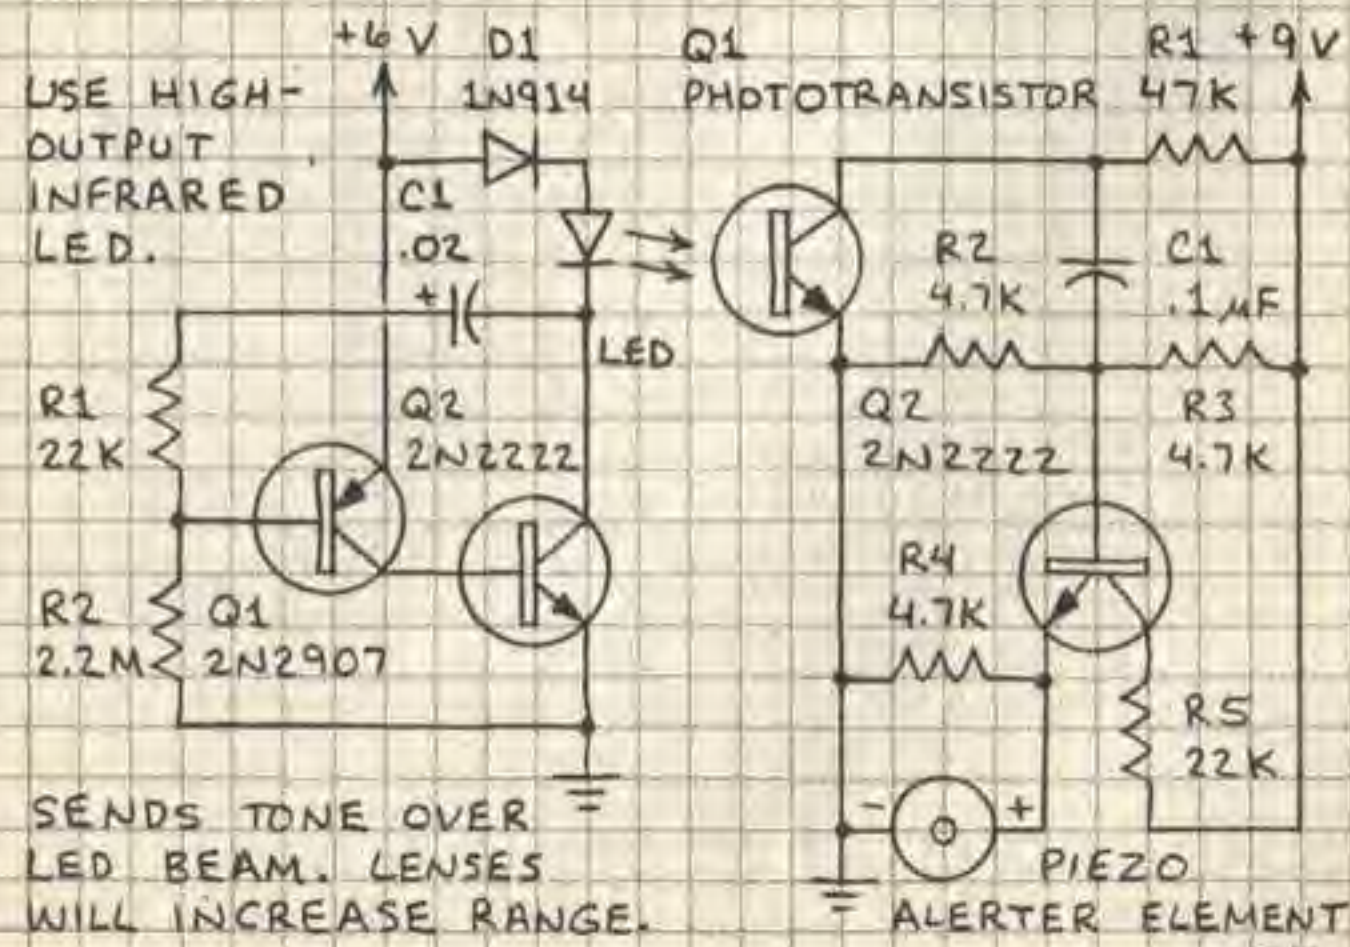 +6 V
D1
1N914
Q1
PHOTOTRANSISTOR
R1
47K
+9 V
USE HIGH-
OUTPUT
INFRARED
LED.
C1
.02
+
LED
R2
4.7K
C1
.1µF
R1
22K
Q2
2N2222
Q2
2N2222
R3
4.7K
R2
2.2M
Q1
2N2907
R4
4.7K
R5
22K
- +
SENDS TONE OVER
LED BEAM. LENSES
WILL INCREASE RANGE.
PIEZO
ALERTER ELEMENT